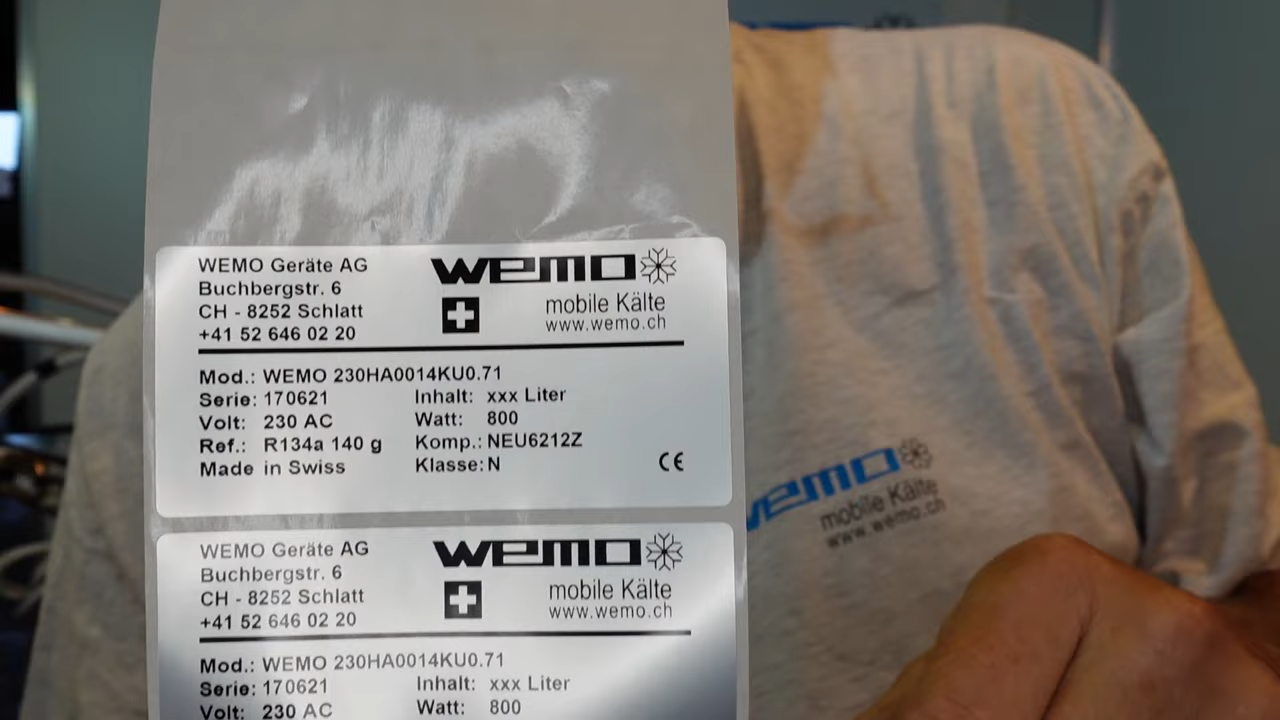 WEMO Geräte AG
Buchbergstr. 6
CH - 8252 Schlatt
+41 52 646 02 20
wemo
mobile Kälte
www.wemo.ch
Mod.: WEMO 230HA0014KU0.71
Serie: 170621 Inhalt: xxx Liter
Volt: 230 AC Watt: 800
Ref.: R134a 140 g Komp.: NEU6212Z
Made in Swiss Klasse: N
CE
WEMO Geräte AG
Buchbergstr. 6
CH - 8252 Schlatt
+41 52 646 02 20
wemo
mobile Kälte
www.wemo.ch
Mod.: WEMO 230HA0014KU0.71
Serie: 170621 Inhalt: xxx Liter
Volt: 230 AC Watt: 800
wemo
mobile Kälte
www.wemo.ch